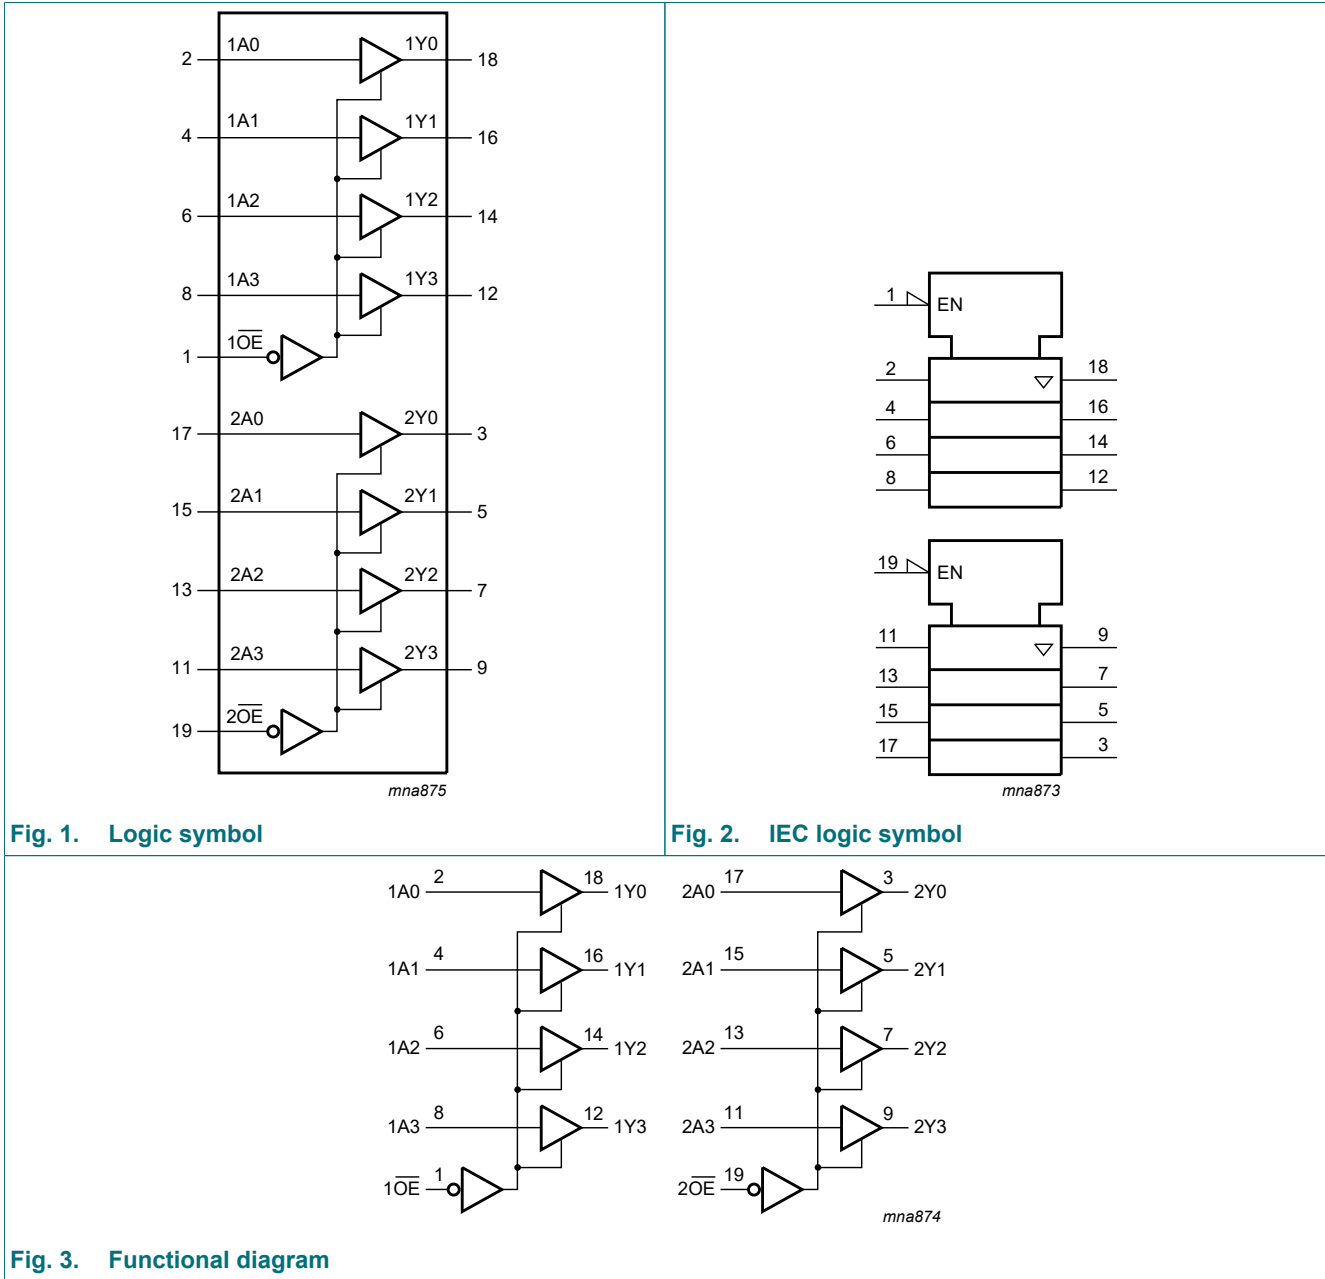 1A0 1Y0
2 18
1A1 1Y1
4 16
1A2 1Y2
6 14
1A3 1Y3
8 12
1O̅E̅
1
2A0 2Y0
17 3
2A1 2Y1
15 5
2A2 2Y2
13 7
2A3 2Y3
11 9
2O̅E̅
19
mna875
Fig. 1. Logic symbol
1 EN
2 18
4 16
6 14
8 12
19 EN
11 9
13 7
15 5
17 3
mna873
Fig. 2. IEC logic symbol
1A0 2 18 1Y0 2A0 17 3 2Y0
1A1 4 16 1Y1 2A1 15 5 2Y1
1A2 6 14 1Y2 2A2 13 7 2Y2
1A3 8 12 1Y3 2A3 11 9 2Y3
1O̅E̅ 1 2O̅E̅ 19
mna874
Fig. 3. Functional diagram